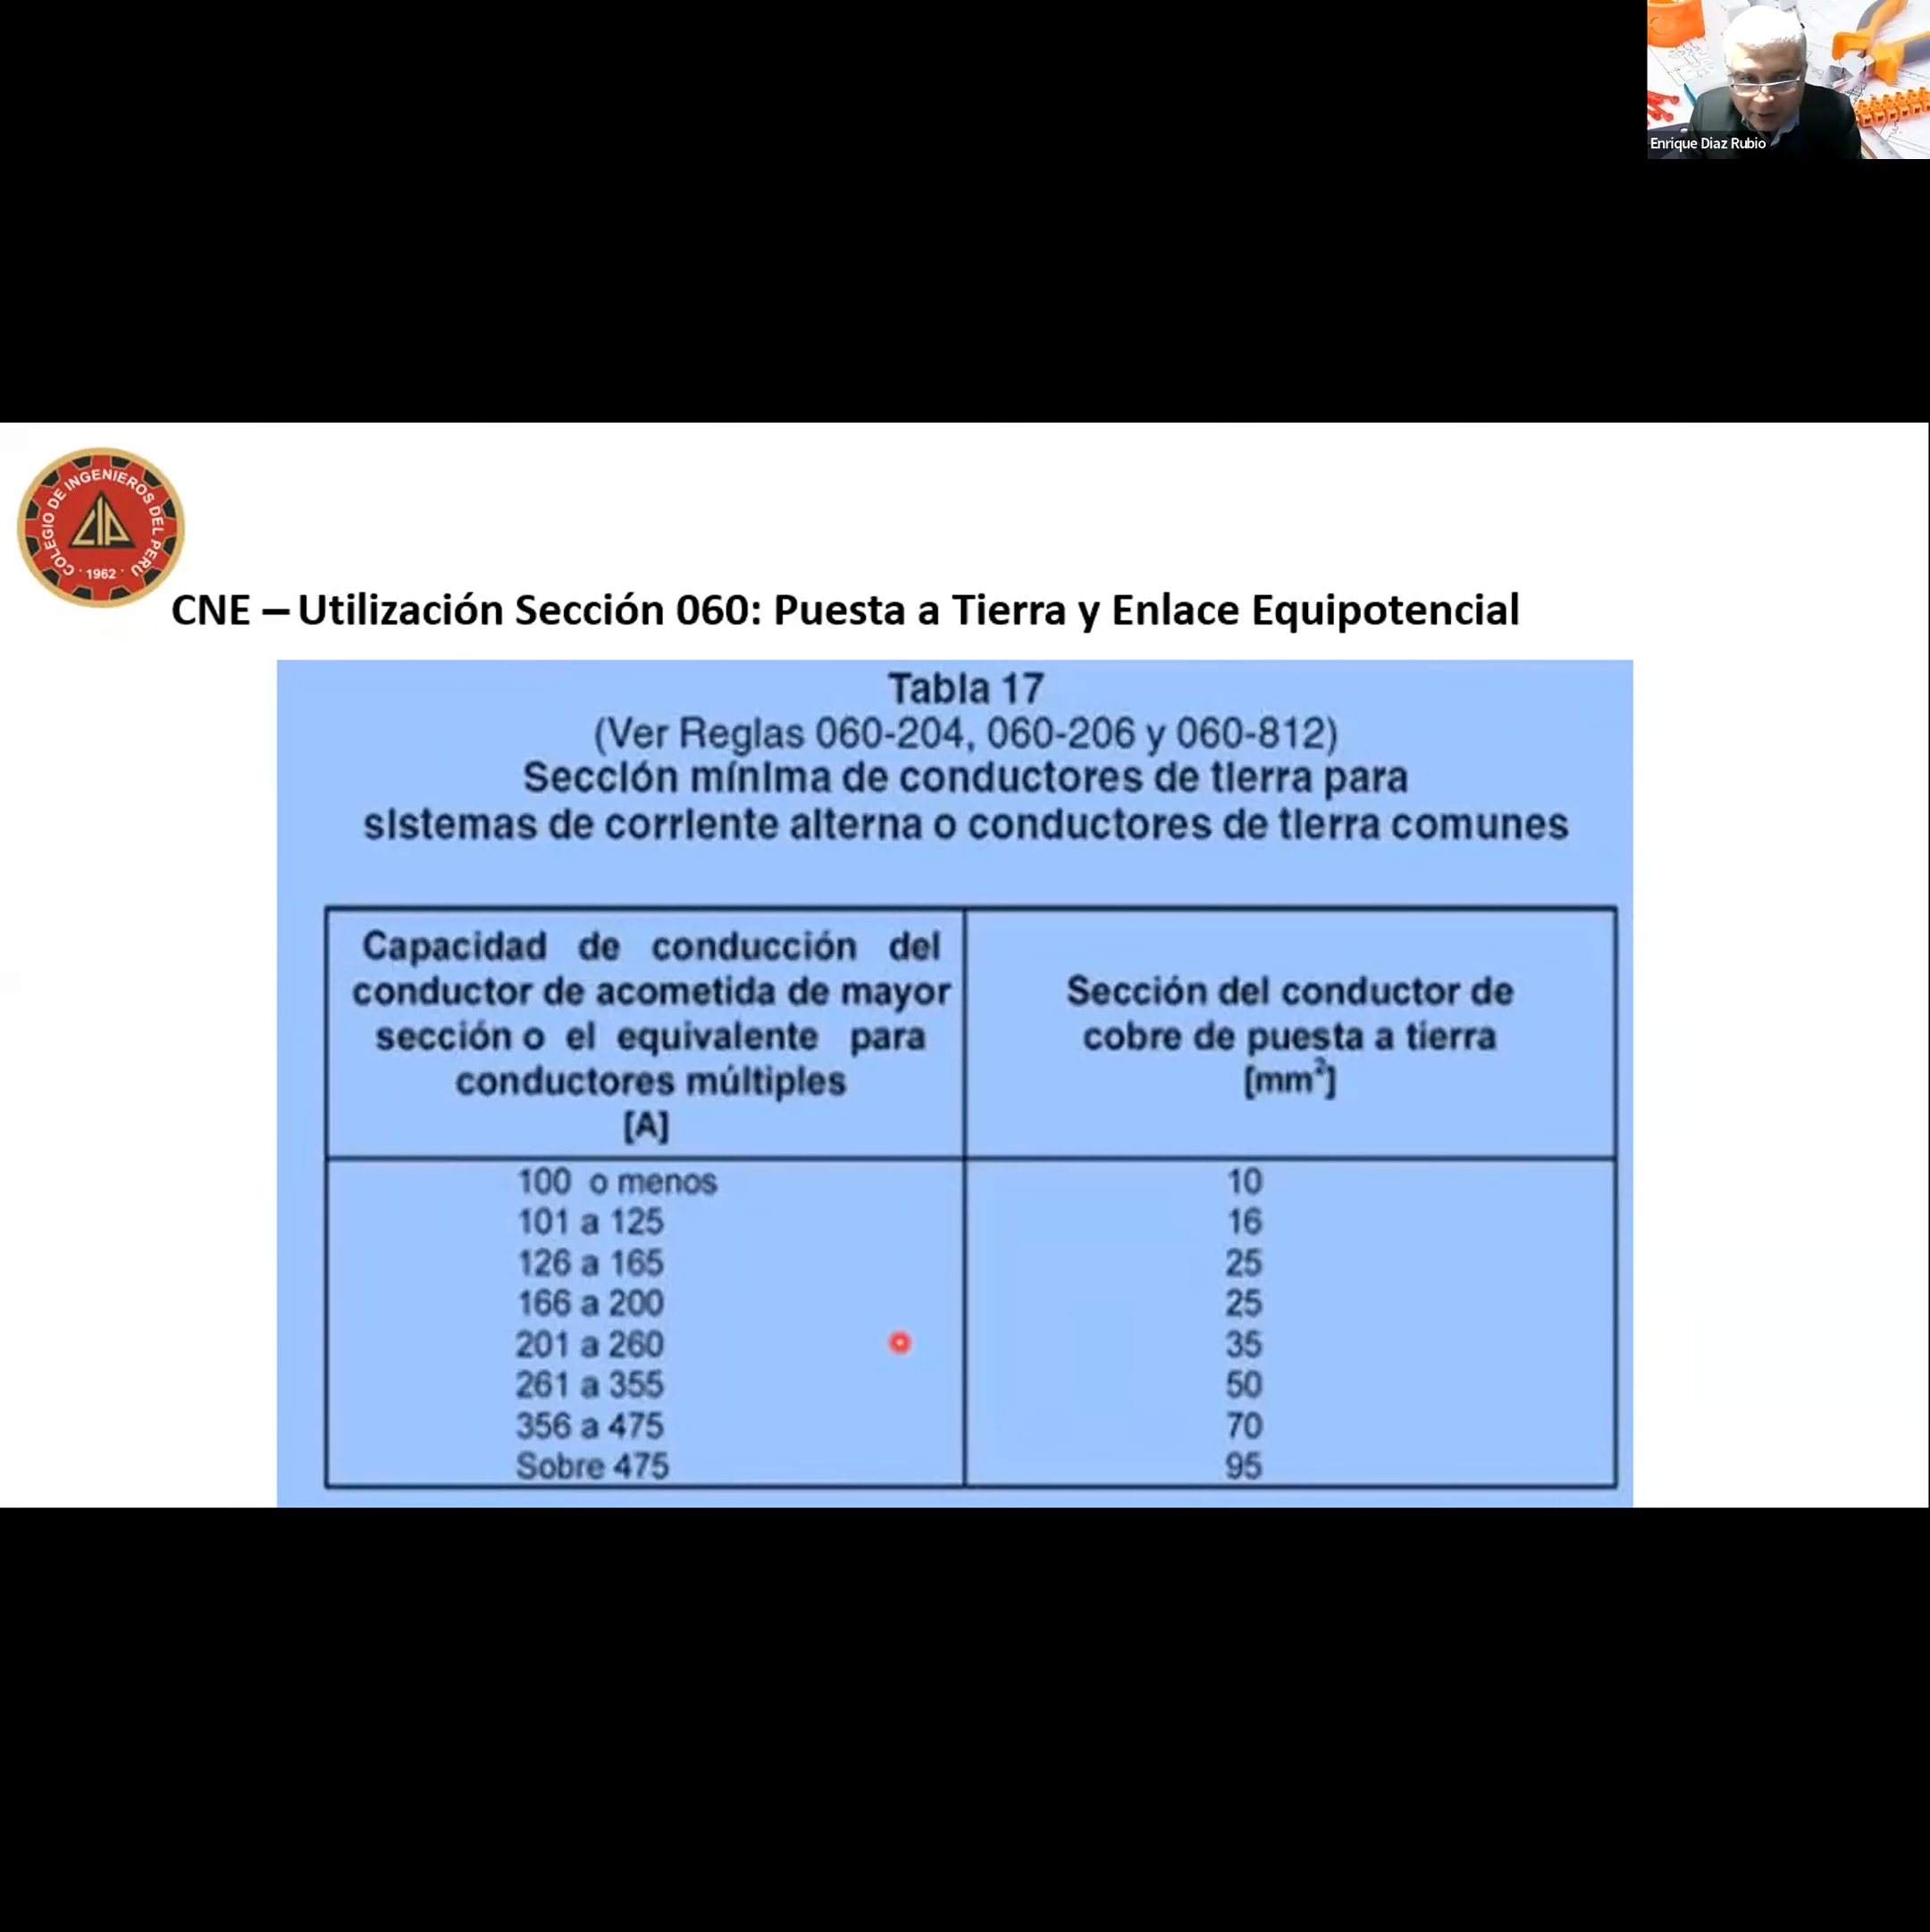 Enrique Diaz Rubio
COLEGIO DE INGENIEROS DEL PERU
CIP
· 1962 ·
CNE – Utilización Sección 060: Puesta a Tierra y Enlace Equipotencial
Tabla 17
(Ver Reglas 060-204, 060-206 y 060-812)
Sección mínima de conductores de tierra para
sistemas de corriente alterna o conductores de tierra comunes
Capacidad de conducción del
conductor de acometida de mayor
sección o el equivalente para
conductores múltiples
[A]
Sección del conductor de
cobre de puesta a tierra
[mm²]
100 o menos 10
101 a 125 16
126 a 165 25
166 a 200 25
201 a 260 35
261 a 355 50
356 a 475 70
Sobre 475 95